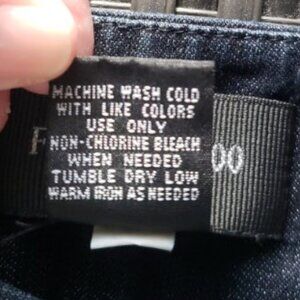 MACHINE WASH COLD
WITH LIKE COLORS
USE ONLY
NON-CHLORINE BLEACH
WHEN NEEDED
TUMBLE DRY LOW
WARM IRON AS NEEDED
F
00